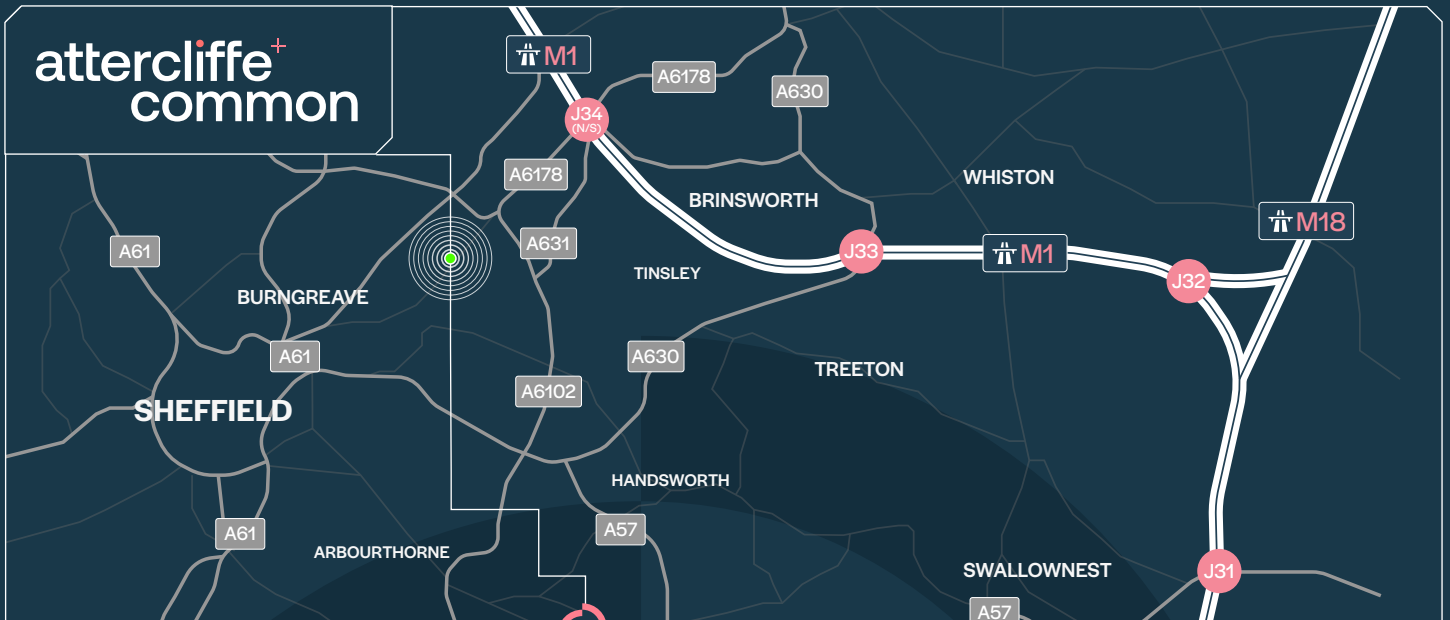 attercliffe+
common
M1
A6178
A630
J34
(N/S)
A6178
BRINSWORTH
WHISTON
A61
A631
TINSLEY
J33
M1
M18
J32
BURNGREAVE
A61
A630
TREETON
A6102
SHEFFIELD
HANDSWORTH
A61
A57
ARBOURTHORNE
SWALLOWNEST
J31
A57